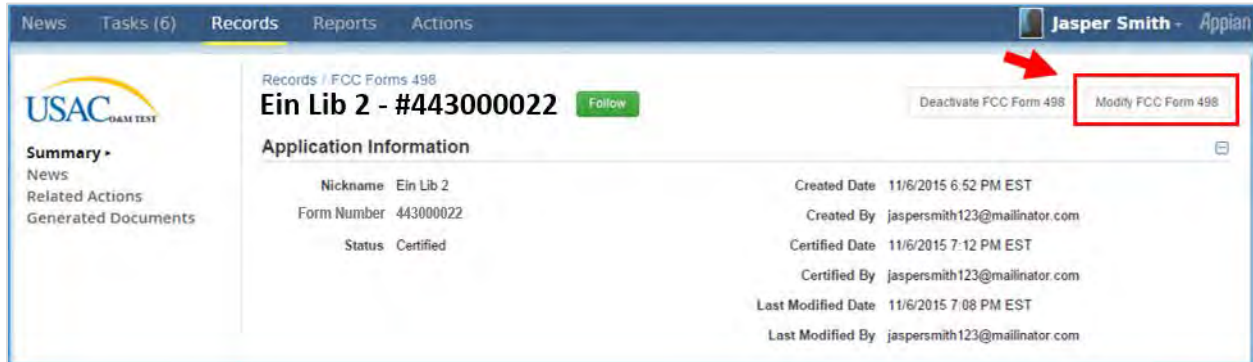 News Tasks (6) Records Reports Actions Jasper Smith Appian
USAC O&M TEST
Records / FCC Forms 498
Ein Lib 2 - #443000022 Follow Deactivate FCC Form 498 Modify FCC Form 498
Summary
News
Related Actions
Generated Documents
Application Information
Nickname Ein Lib 2 Created Date 11/6/2015 6:52 PM EST
Form Number 443000022 Created By jaspersmith123@mailinator.com
Status Certified Certified Date 11/6/2015 7:12 PM EST
Certified By jaspersmith123@mailinator.com
Last Modified Date 11/6/2015 7:08 PM EST
Last Modified By jaspersmith123@mailinator.com